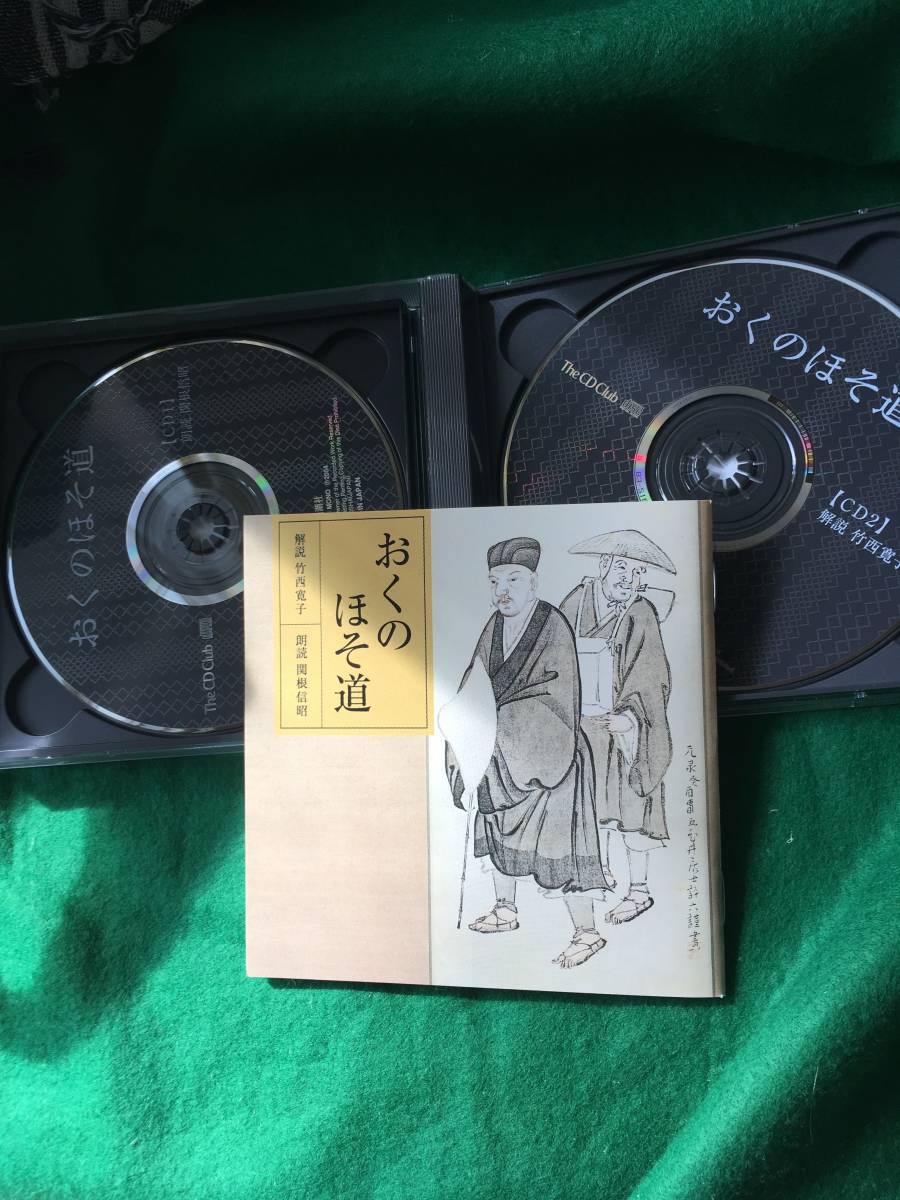 おくの
ほそ道
解説 竹西寛子
朗読 関根信昭
おくのほそ道
【CD1】
朗読 関根信昭
The CD Club
MONO ℗2004
おくのほそ道
The CD Club
【CD2】
解説 竹西寛子